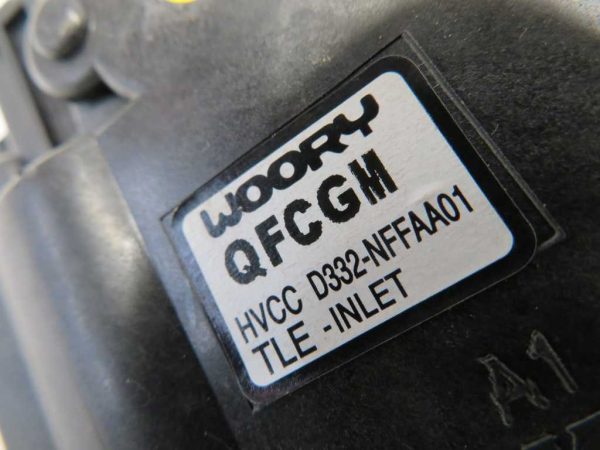 WOORY
QFCGM
HVCC D332-NFFAA01
TLE -INLET
A1